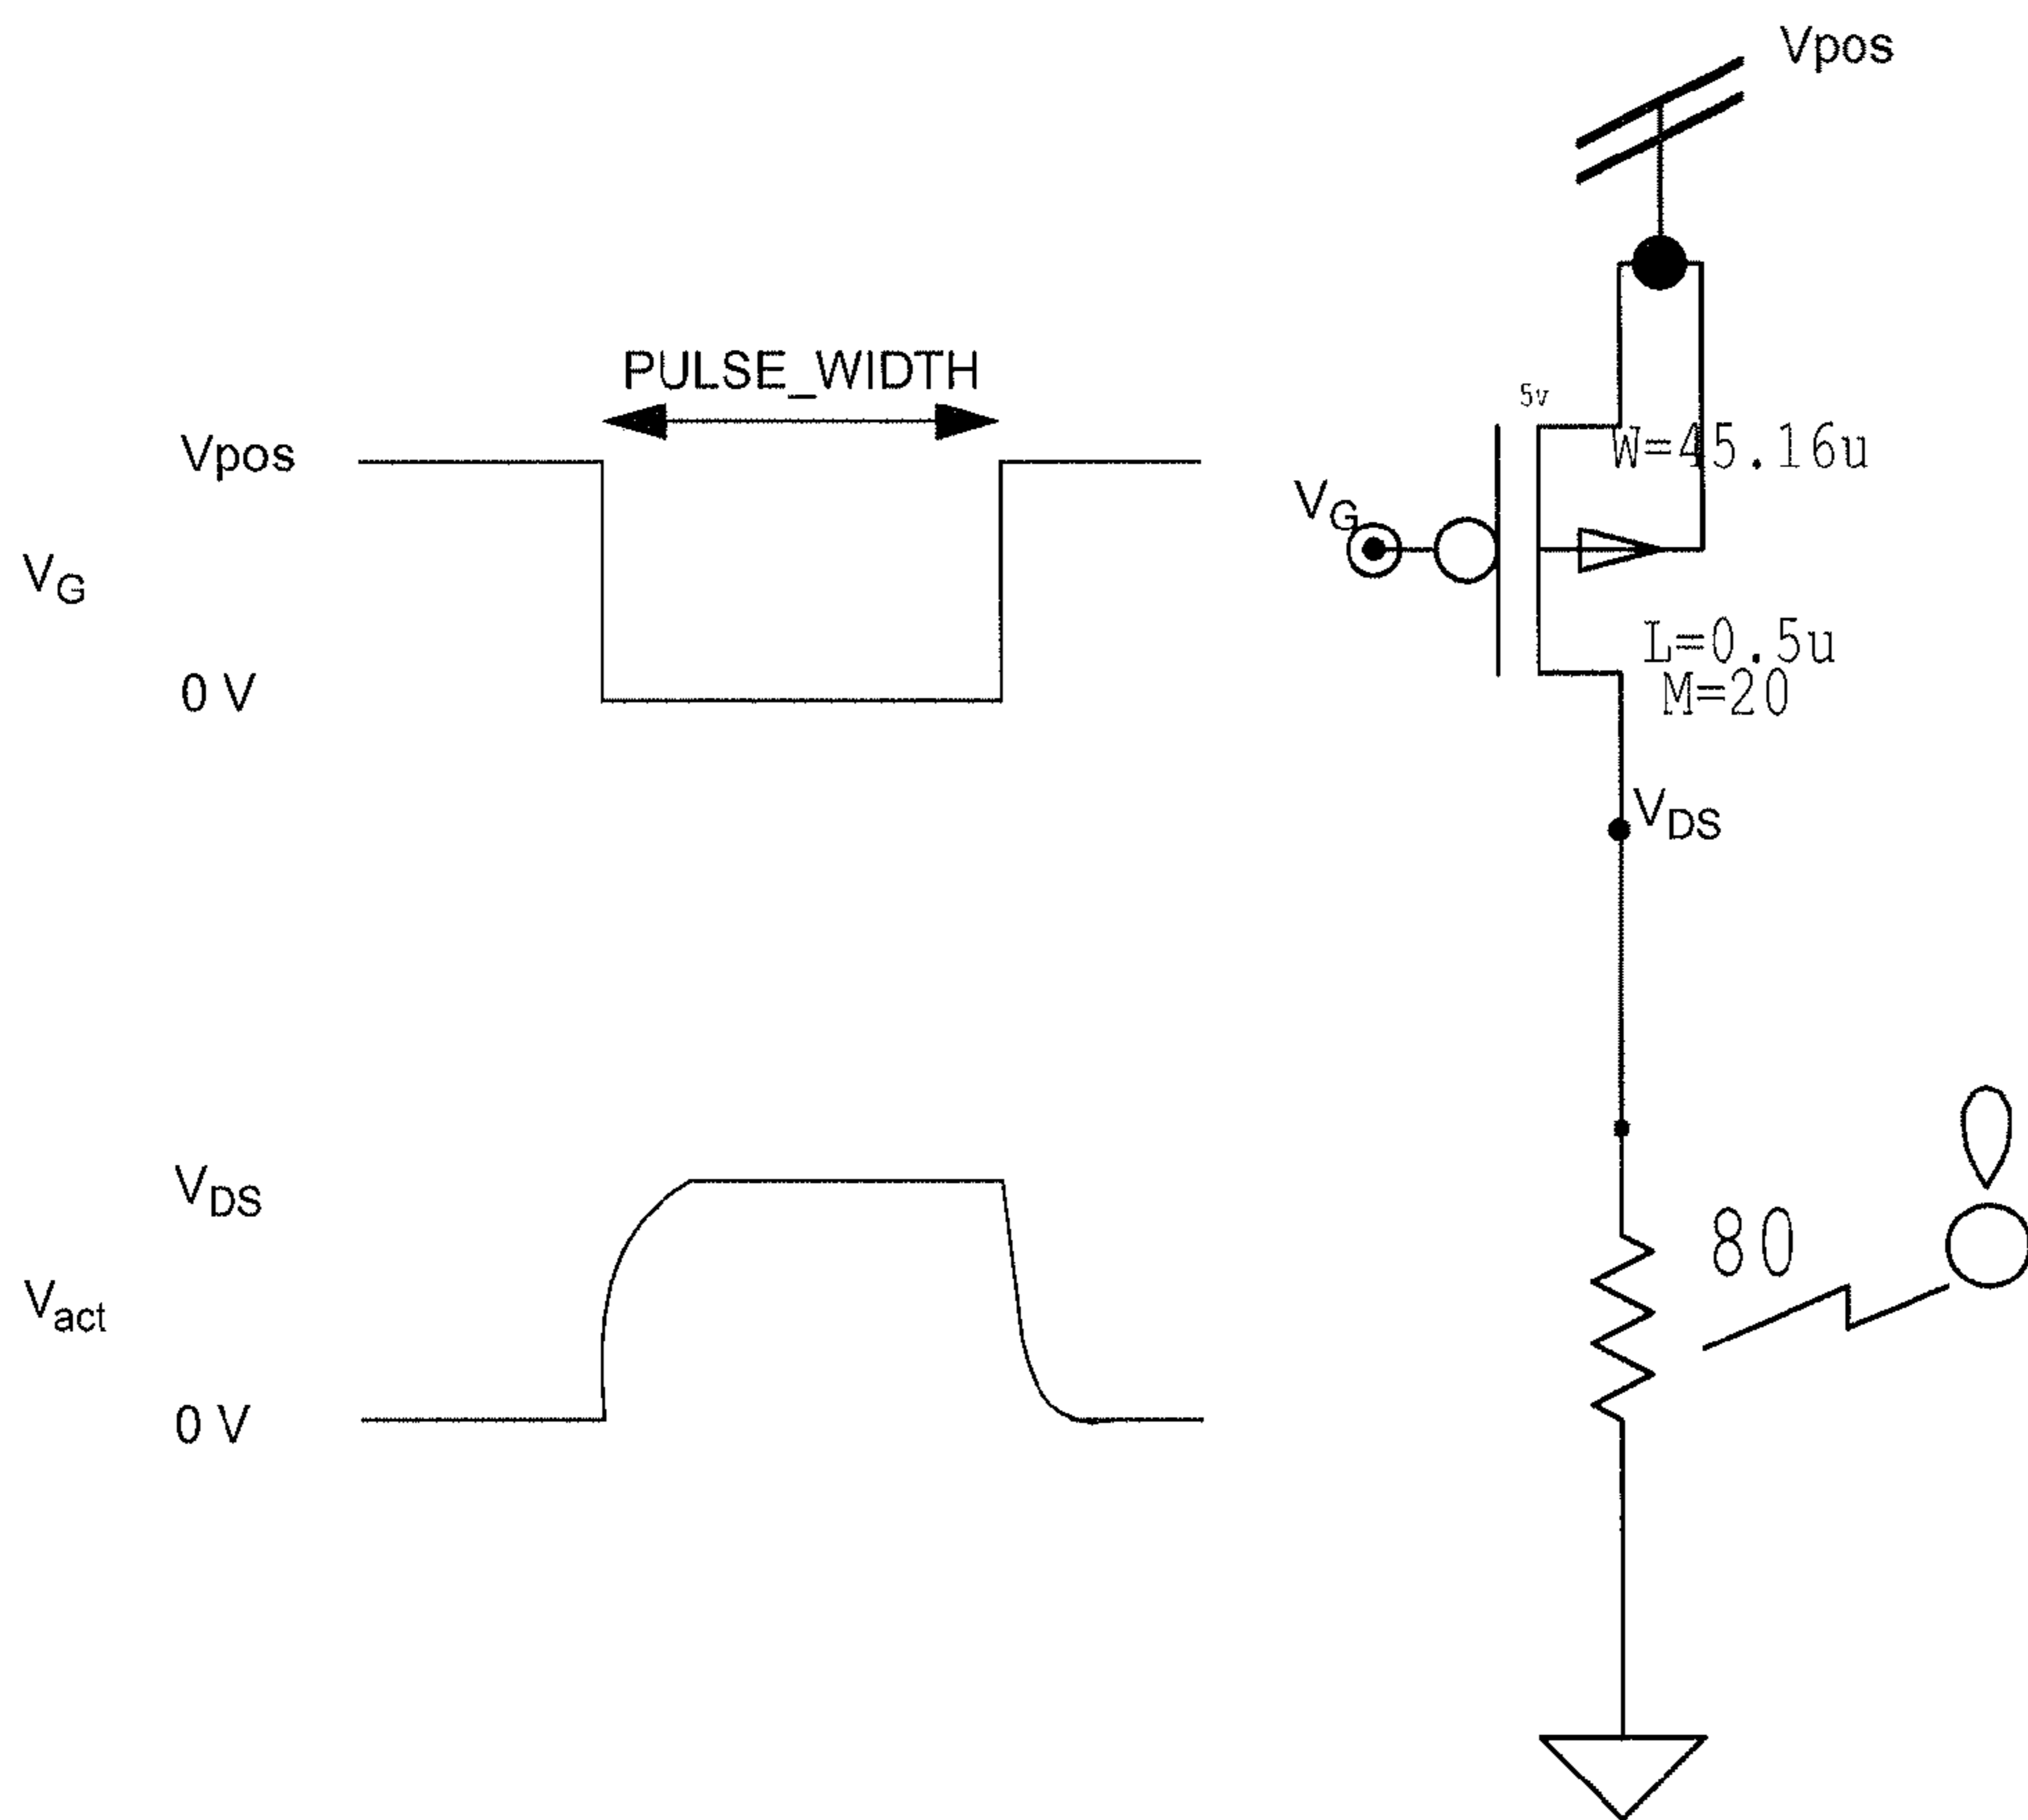 Vpos
PULSE_WIDTH
Vpos
VG
0 V
5v
W=45.16u
VG
L=0.5u
M=20
VDS
VDS
Vact
0 V
80